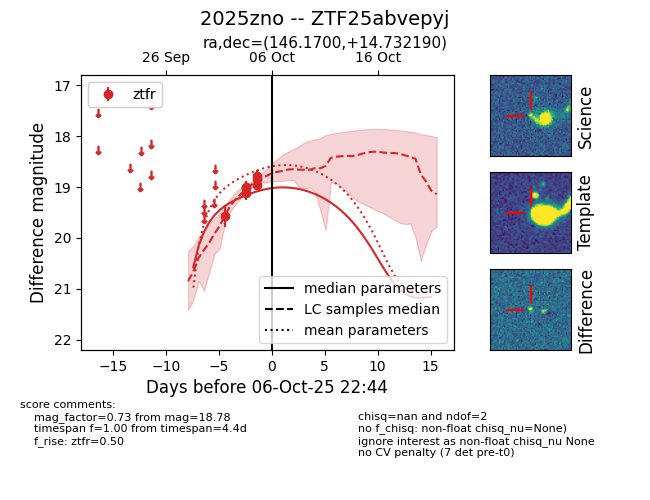 2025zno -- ZTF25abvepyj
ra,dec=(146.1700,+14.732190)
26 Sep 06 Oct 16 Oct
17
18
19
20
21
22
Difference magnitude
ztfr
median parameters
LC samples median
mean parameters
−15 −10 −5 0 5 10 15
Days before 06-Oct-25 22:44
Science
Template
Difference
score comments:
mag_factor=0.73 from mag=18.78
timespan f=1.00 from timespan=4.4d
f_rise: ztfr=0.50
chisq=nan and ndof=2
no f_chisq: non-float chisq_nu=None)
ignore interest as non-float chisq_nu None
no CV penalty (7 det pre-t0)